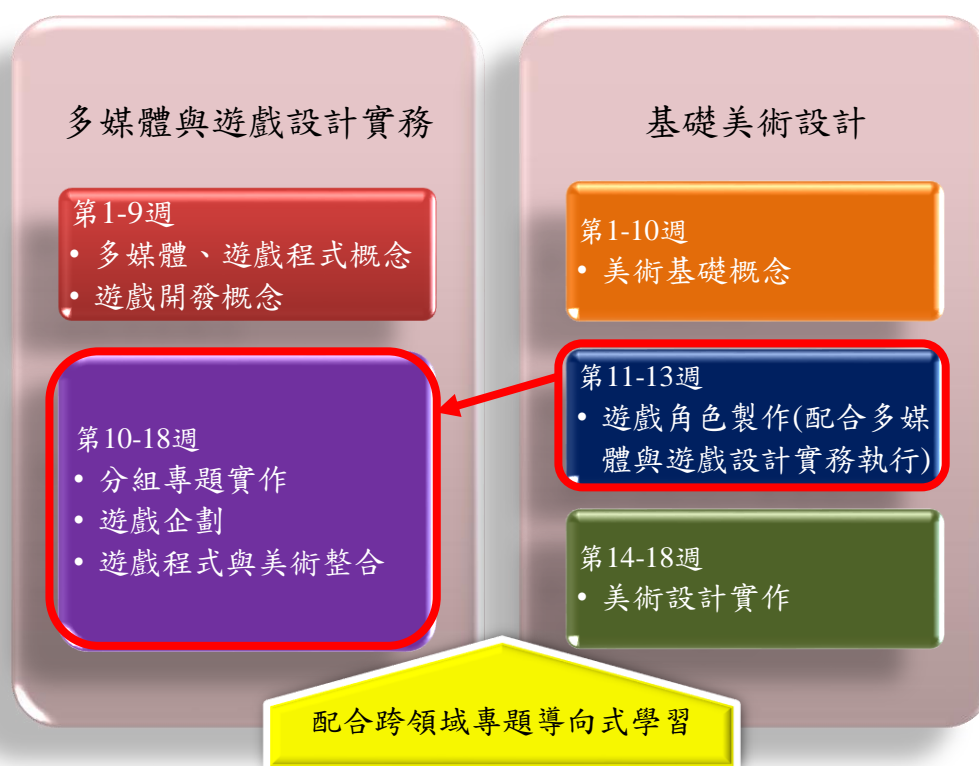 多媒體與遊戲設計實務
第1-9週
• 多媒體、遊戲程式概念
• 遊戲開發概念
第10-18週
• 分組專題實作
• 遊戲企劃
• 遊戲程式與美術整合
基礎美術設計
第1-10週
• 美術基礎概念
第11-13週
• 遊戲角色製作(配合多媒
體與遊戲設計實務執行)
第14-18週
• 美術設計實作
配合跨領域專題導向式學習